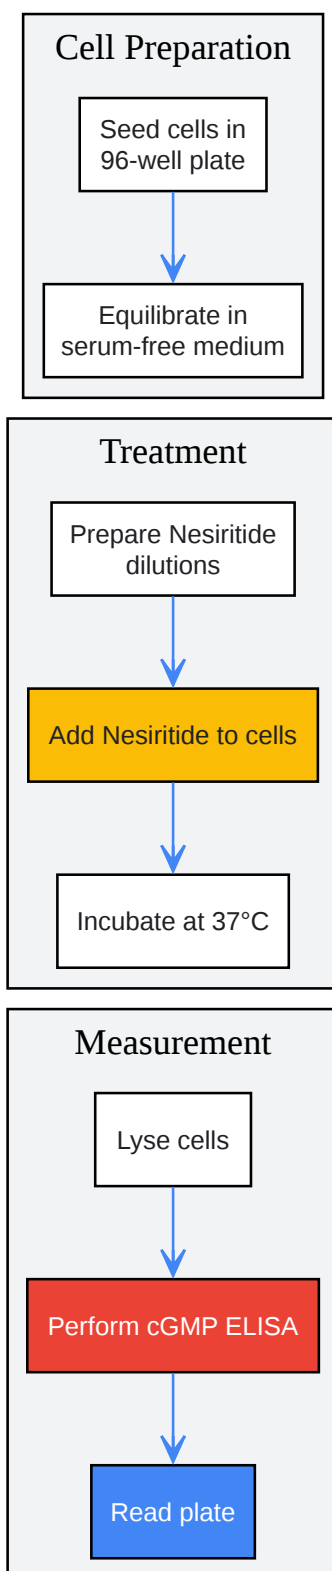 Cell Preparation
Seed cells in
96-well plate
Equilibrate in
serum-free medium
Treatment
Prepare Nesiritide
dilutions
Add Nesiritide to cells
Incubate at 37°C
Measurement
Lyse cells
Perform cGMP ELISA
Read plate